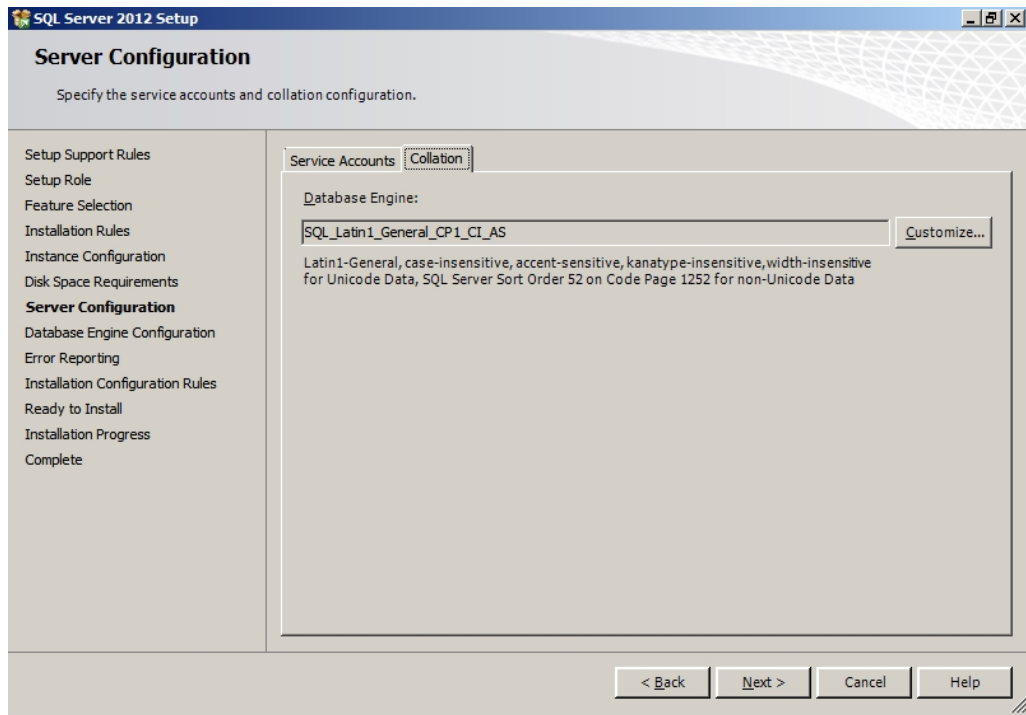 SQL Server 2012 Setup
Server Configuration
Specify the service accounts and collation configuration.
Setup Support Rules
Setup Role
Feature Selection
Installation Rules
Instance Configuration
Disk Space Requirements
Server Configuration
Database Engine Configuration
Error Reporting
Installation Configuration Rules
Ready to Install
Installation Progress
Complete
Service Accounts Collation
Database Engine:
SQL_Latin1_General_CP1_CI_AS Customize...
Latin1-General, case-insensitive, accent-sensitive, kanatype-insensitive,width-insensitive
for Unicode Data, SQL Server Sort Order 52 on Code Page 1252 for non-Unicode Data
< Back Next > Cancel Help